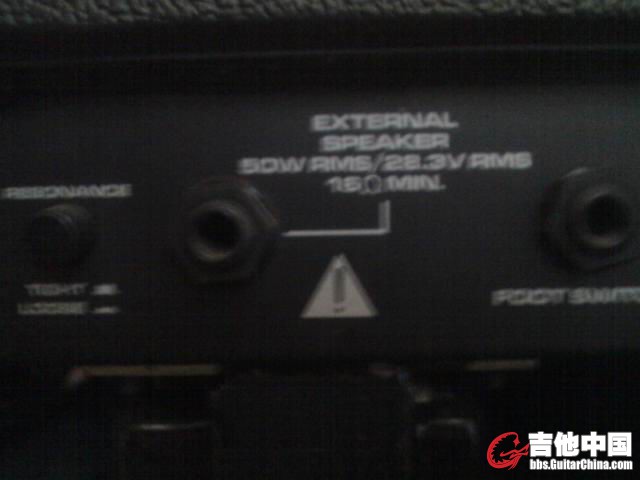 EXTERNAL
SPEAKER
50W RMS/28.3V RMS
16Ω MIN.
RESONANCE
TIGHT
LOOSE
FOOT SWITC
吉他中国
bbs.GuitarChina.com